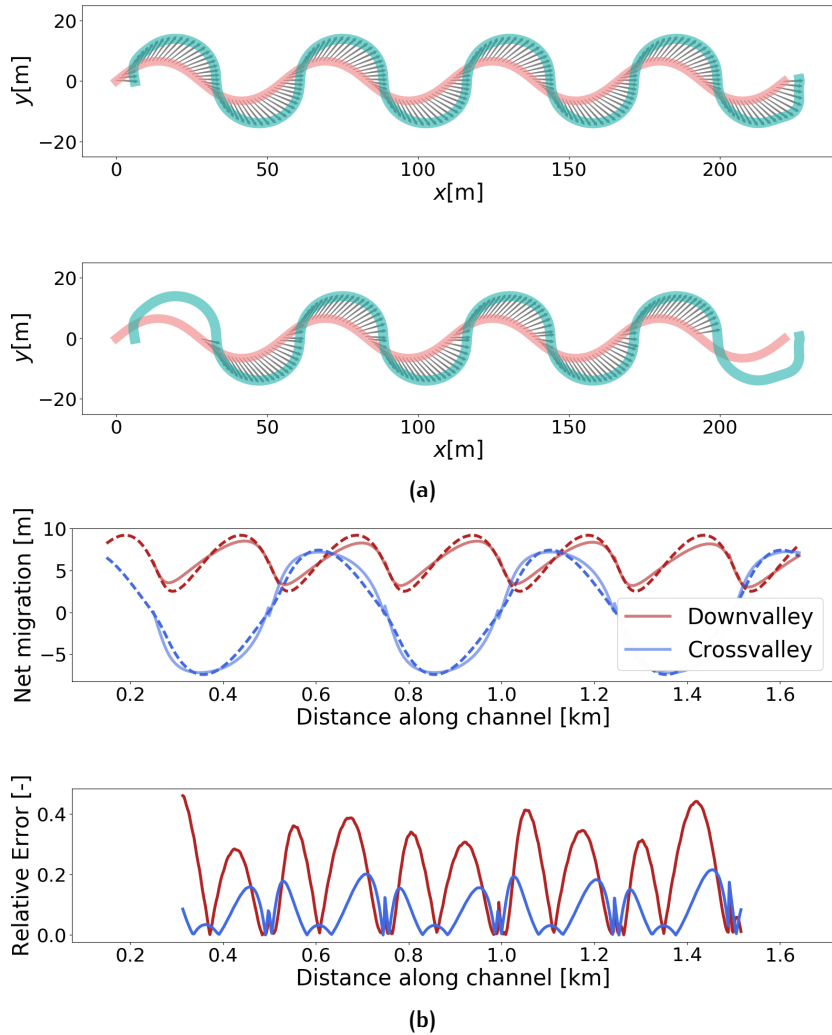 20
0
−20
y[m]
0 50 100 150 200
x[m]
20
0
−20
y[m]
0 50 100 150 200
x[m]
(a)
10
5
0
−5
Net migration [m]
Downvalley
Crossvalley
0.2 0.4 0.6 0.8 1.0 1.2 1.4 1.6
Distance along channel [km]
0.4
0.2
0.0
Relative Error [-]
0.2 0.4 0.6 0.8 1.0 1.2 1.4 1.6
Distance along channel [km]
(b)